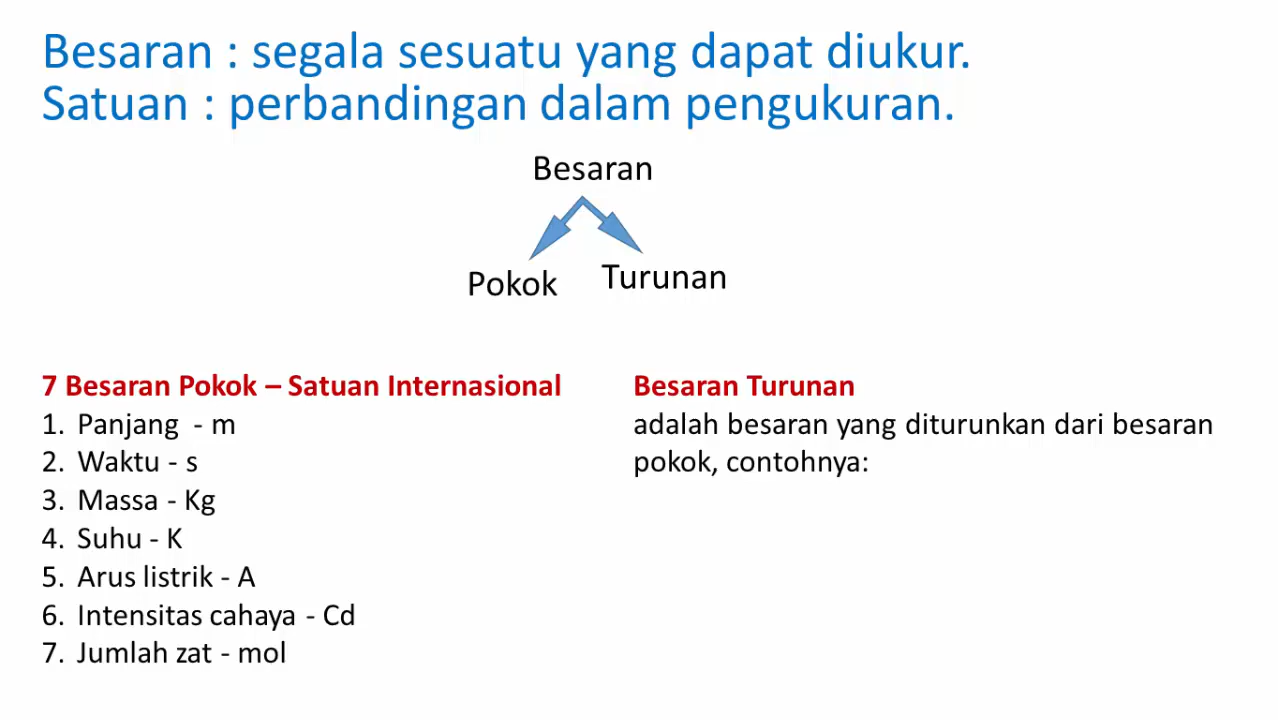 Besaran : segala sesuatu yang dapat diukur.
Satuan : perbandingan dalam pengukuran.
Besaran
Pokok
Turunan
7 Besaran Pokok – Satuan Internasional
1. Panjang - m
2. Waktu - s
3. Massa - Kg
4. Suhu - K
5. Arus listrik - A
6. Intensitas cahaya - Cd
7. Jumlah zat - mol
Besaran Turunan
adalah besaran yang diturunkan dari besaran
pokok, contohnya: